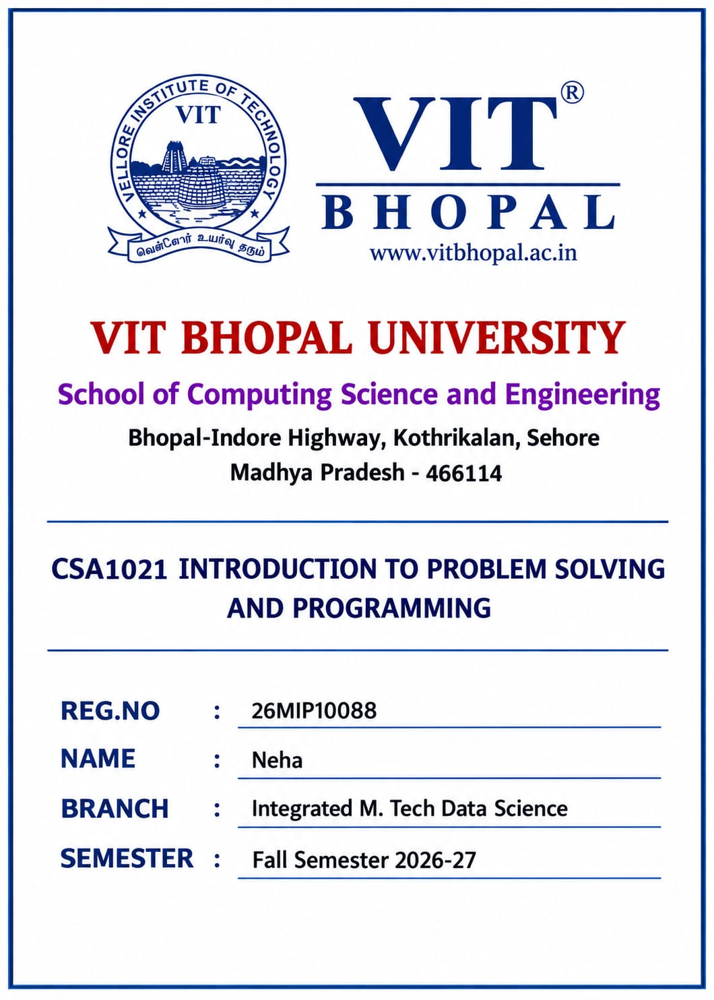 VELLORE INSTITUTE OF TECHNOLOGY
VIT
வென்லோர் உயர்வு தரும்
VIT®
BHOPAL
www.vitbhopal.ac.in
VIT BHOPAL UNIVERSITY
School of Computing Science and Engineering
Bhopal-Indore Highway, Kothrikalan, Sehore
Madhya Pradesh - 466114
CSA1021 INTRODUCTION TO PROBLEM SOLVING
AND PROGRAMMING
REG.NO : 26MIP10088
NAME : Neha
BRANCH : Integrated M. Tech Data Science
SEMESTER : Fall Semester 2026-27